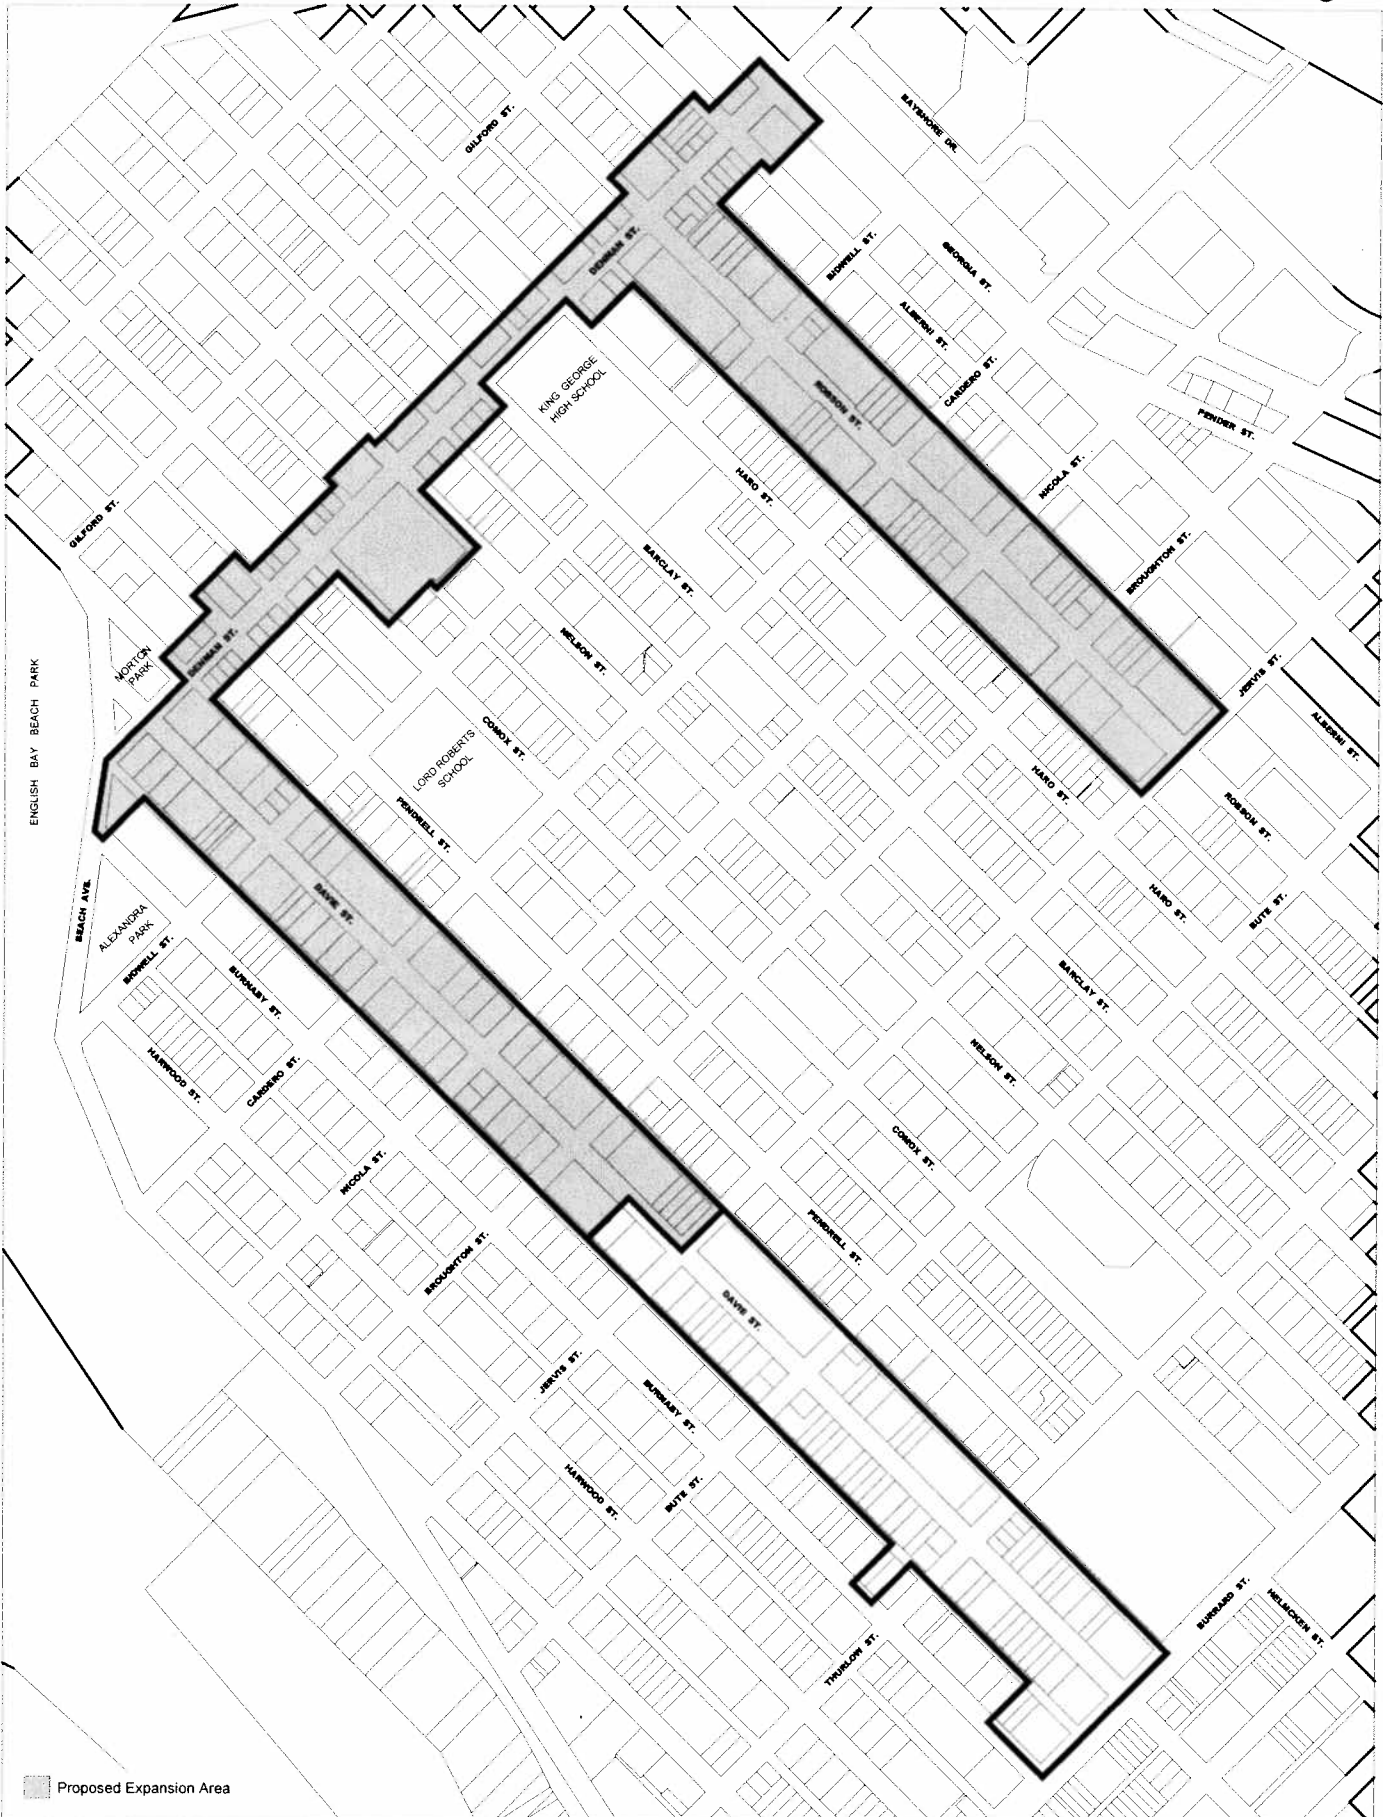 GILFORD ST.
BAYSHORE DR.
DENMAN ST.
BIDWELL ST.
GEORGIA ST.
ALBERNI ST.
CARDERO ST.
KING GEORGE
HIGH SCHOOL
ROBSON ST.
PENDER ST.
HARO ST.
NICOLA ST.
GILFORD ST.
BARCLAY ST.
BROUGHTON ST.
NELSON ST.
DENMAN ST.
MORTON
PARK
ENGLISH BAY BEACH PARK
JERVIS ST.
ALBERNI ST.
COMOX ST.
LORD ROBERTS
SCHOOL
HARO ST.
ROBSON ST.
PENDRELL ST.
DAVIE ST.
HARO ST.
BUTE ST.
BEACH AVE.
ALEXANDRA
PARK
BIDWELL ST.
BURNABY ST.
BARCLAY ST.
HARWOOD ST.
CARDERO ST.
NELSON ST.
NICOLA ST.
COMOX ST.
BROUGHTON ST.
PENDRELL ST.
DAVIE ST.
JERVIS ST.
BURNABY ST.
HARWOOD ST.
BUTE ST.
BURRARD ST.
HELMCKEN ST.
THURLOW ST.
Proposed Expansion Area